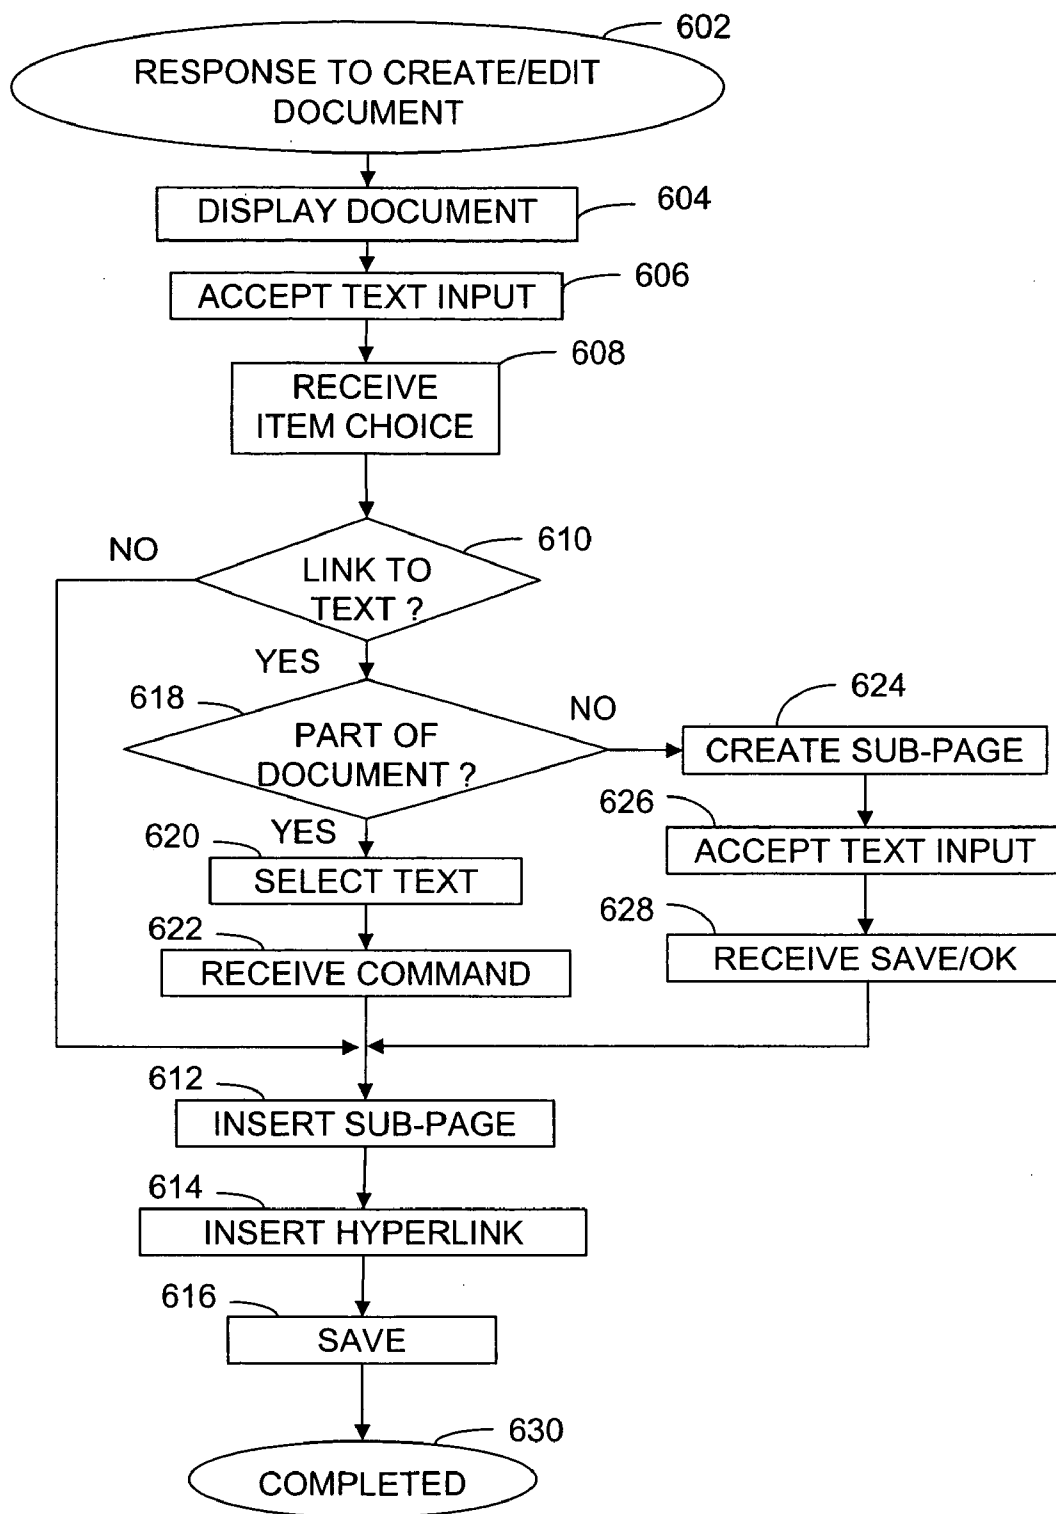 602
RESPONSE TO CREATE/EDIT
DOCUMENT
604
DISPLAY DOCUMENT
606
ACCEPT TEXT INPUT
608
RECEIVE
ITEM CHOICE
610
NO
LINK TO
TEXT ?
YES
618
NO
624
PART OF
DOCUMENT ?
CREATE SUB-PAGE
YES
620
626
SELECT TEXT
ACCEPT TEXT INPUT
622
628
RECEIVE COMMAND
RECEIVE SAVE/OK
612
INSERT SUB-PAGE
614
INSERT HYPERLINK
616
SAVE
630
COMPLETED